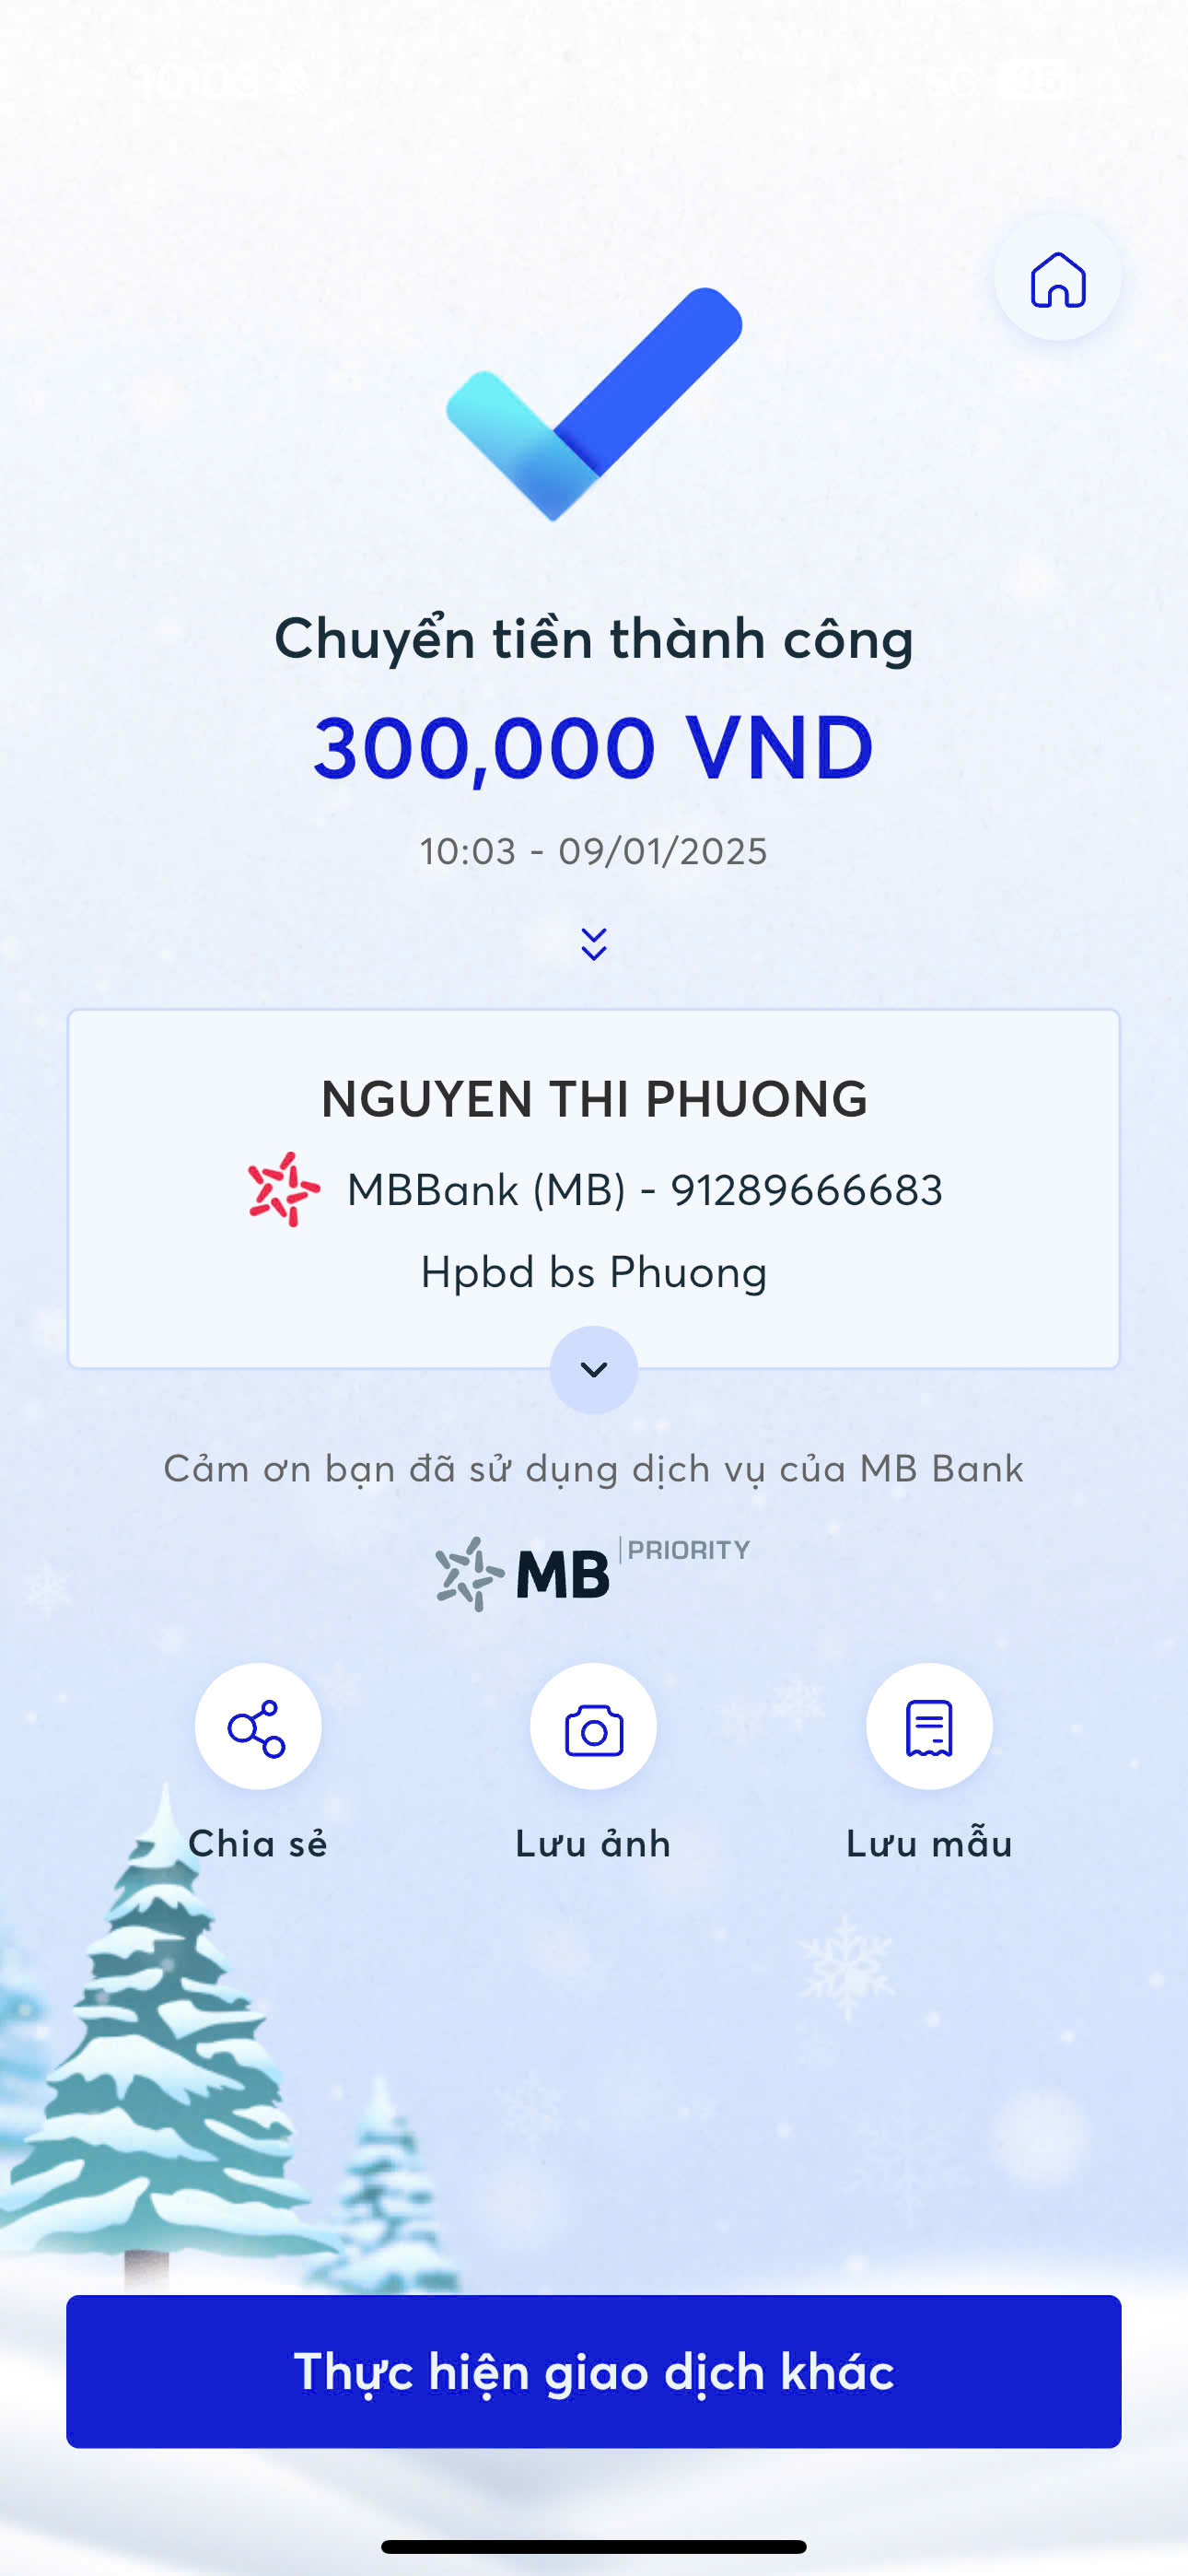 Chuyển tiền thành công
300,000 VND
10:03 - 09/01/2025
NGUYEN THI PHUONG
MBBank (MB) - 91289666683
Hpbd bs Phuong
Cảm ơn bạn đã sử dụng dịch vụ của MB Bank
MB PRIORITY
Chia sẻ
Lưu ảnh
Lưu mẫu
Thực hiện giao dịch khác